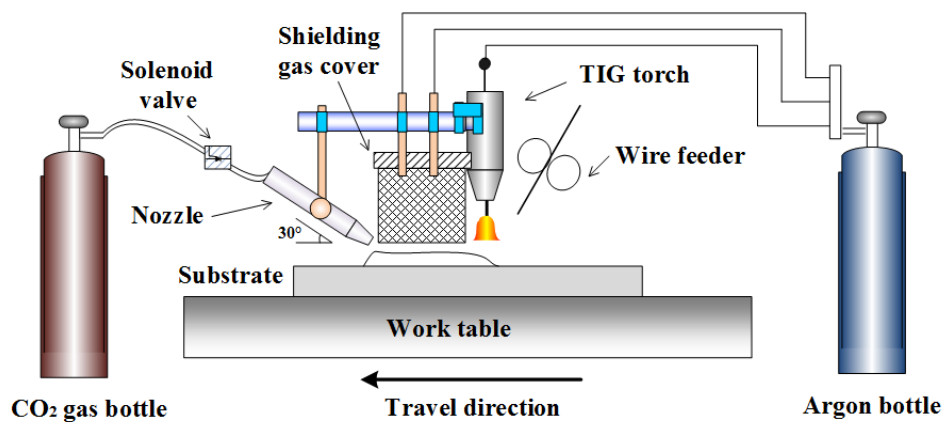 Shielding
gas cover
Solenoid
valve
TIG torch
Wire feeder
Nozzle
30°
Substrate
Work table
CO₂ gas bottle
Travel direction
Argon bottle